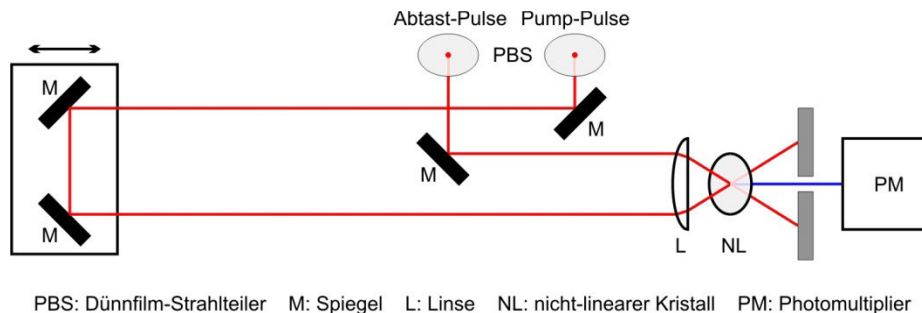 Abtast-Pulse Pump-Pulse
PBS
M
M
M
M
PM
L NL
PBS: Dünnfilm-Strahlteiler M: Spiegel L: Linse NL: nicht-linearer Kristall PM: Photomultiplier